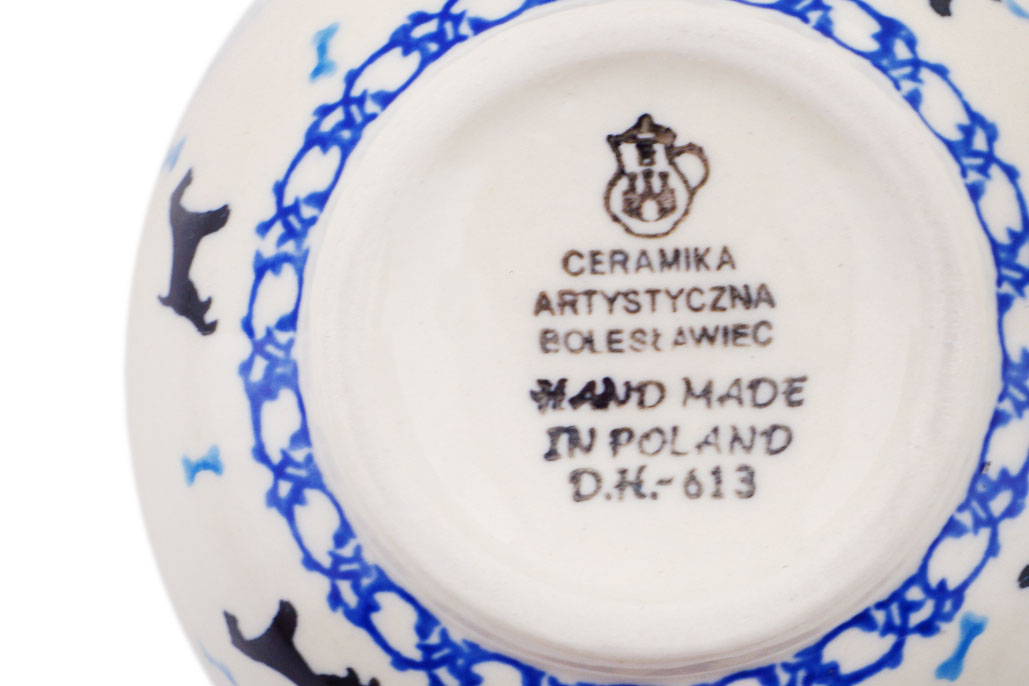 CERAMIKA
ARTYSTYCZNA
BOLESŁAWIEC
HAND MADE
IN POLAND
D.H.-613